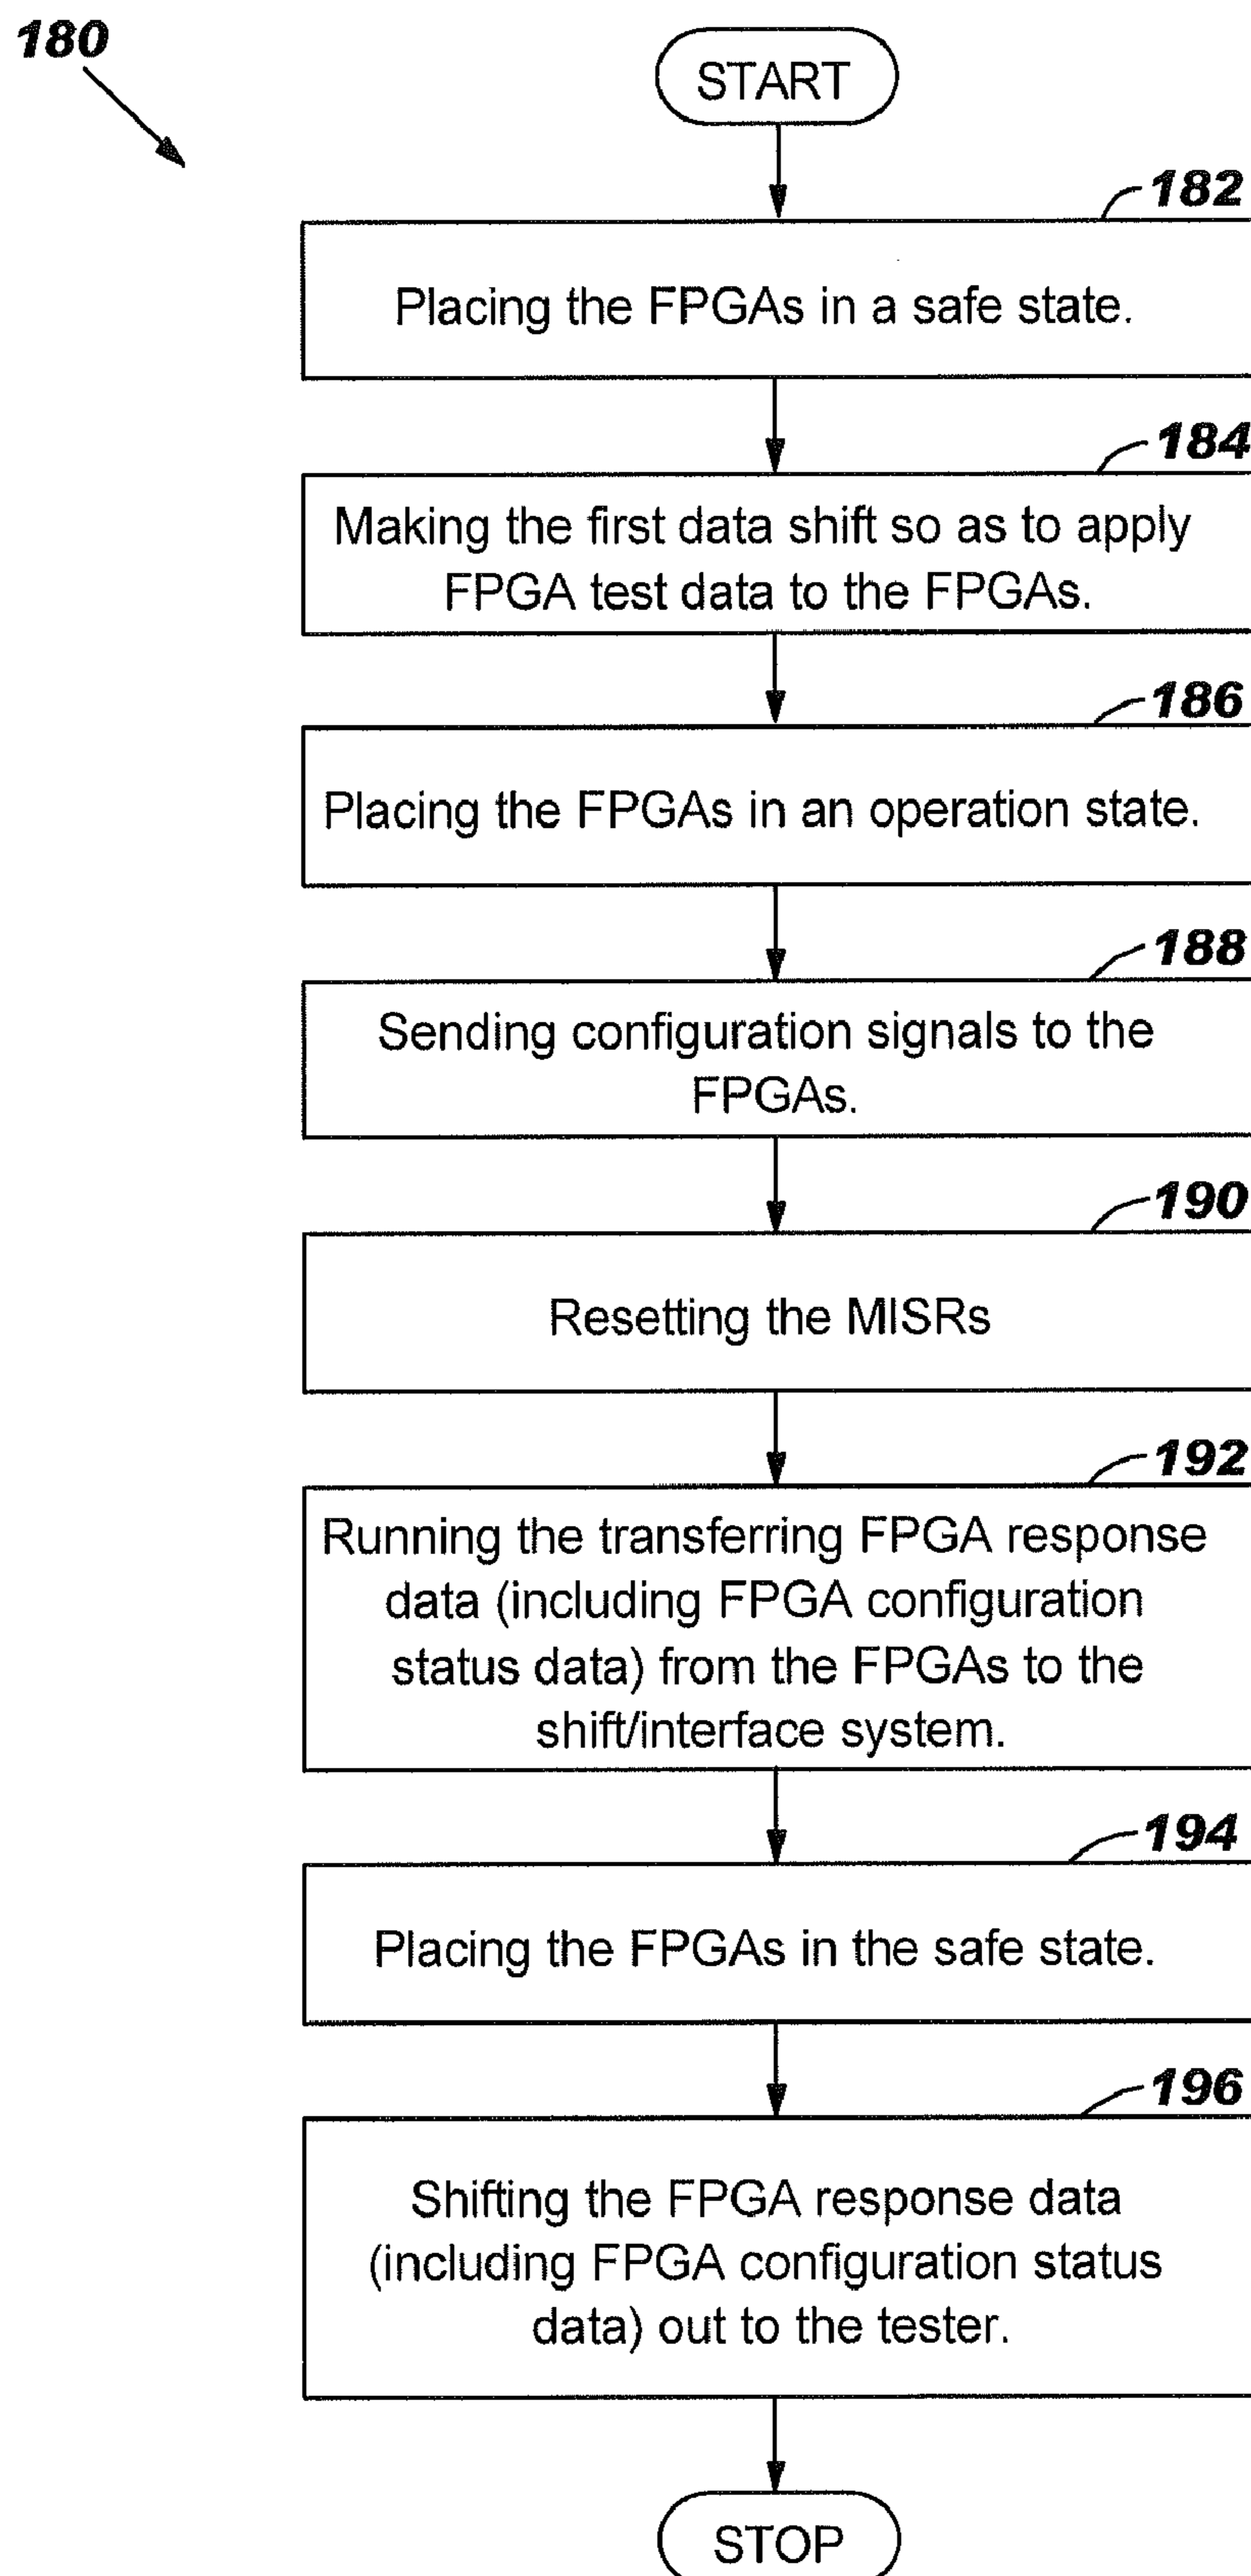 180
START
182
Placing the FPGAs in a safe state.
184
Making the first data shift so as to apply
FPGA test data to the FPGAs.
186
Placing the FPGAs in an operation state.
188
Sending configuration signals to the
FPGAs.
190
Resetting the MISRs
192
Running the transferring FPGA response
data (including FPGA configuration
status data) from the FPGAs to the
shift/interface system.
194
Placing the FPGAs in the safe state.
196
Shifting the FPGA response data
(including FPGA configuration status
data) out to the tester.
STOP